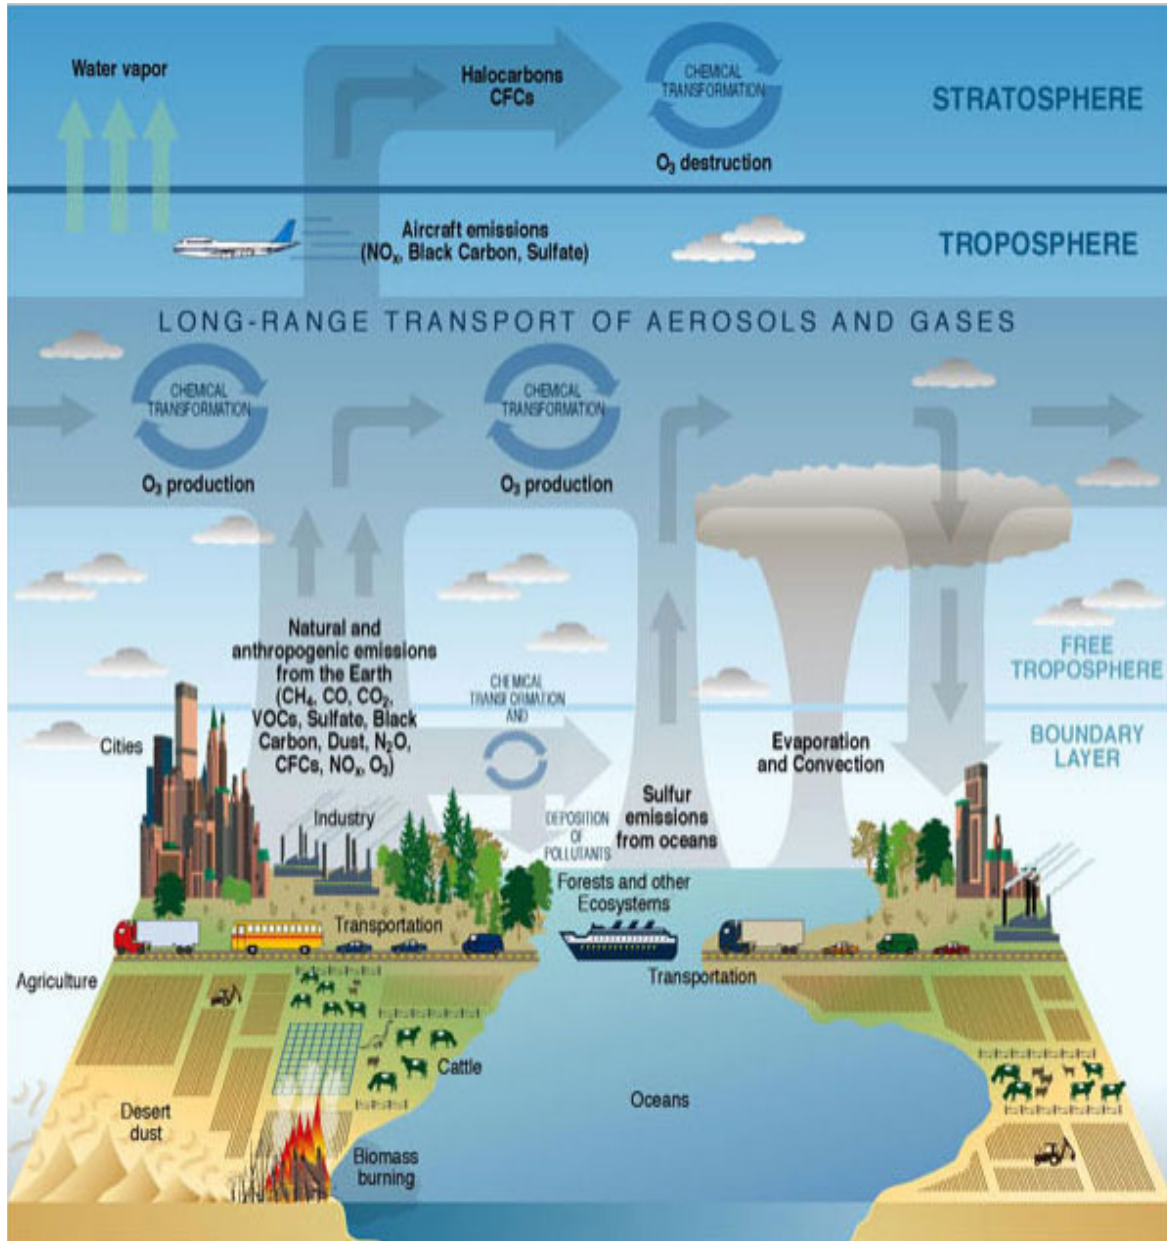 Water vapor
Halocarbons
CFCs
CHEMICAL
TRANSFORMATION
O₃ destruction
STRATOSPHERE
Aircraft emissions
(NOₓ, Black Carbon, Sulfate)
TROPOSPHERE
LONG-RANGE TRANSPORT OF AEROSOLS AND GASES
CHEMICAL
TRANSFORMATION
O₃ production
CHEMICAL
TRANSFORMATION
O₃ production
Natural and
anthropogenic emissions
from the Earth
(CH₄, CO, CO₂,
VOCs, Sulfate, Black
Carbon, Dust, N₂O,
CFCs, NOₓ, O₃)
CHEMICAL
TRANSFORMATION
AND
DEPOSITION
OF
POLLUTANTS
FREE
TROPOSPHERE
BOUNDARY
LAYER
Cities
Industry
Evaporation
and Convection
Sulfur
emissions
from oceans
Forests and other
Ecosystems
Transportation
Transportation
Agriculture
Cattle
Oceans
Desert
dust
Biomass
burning